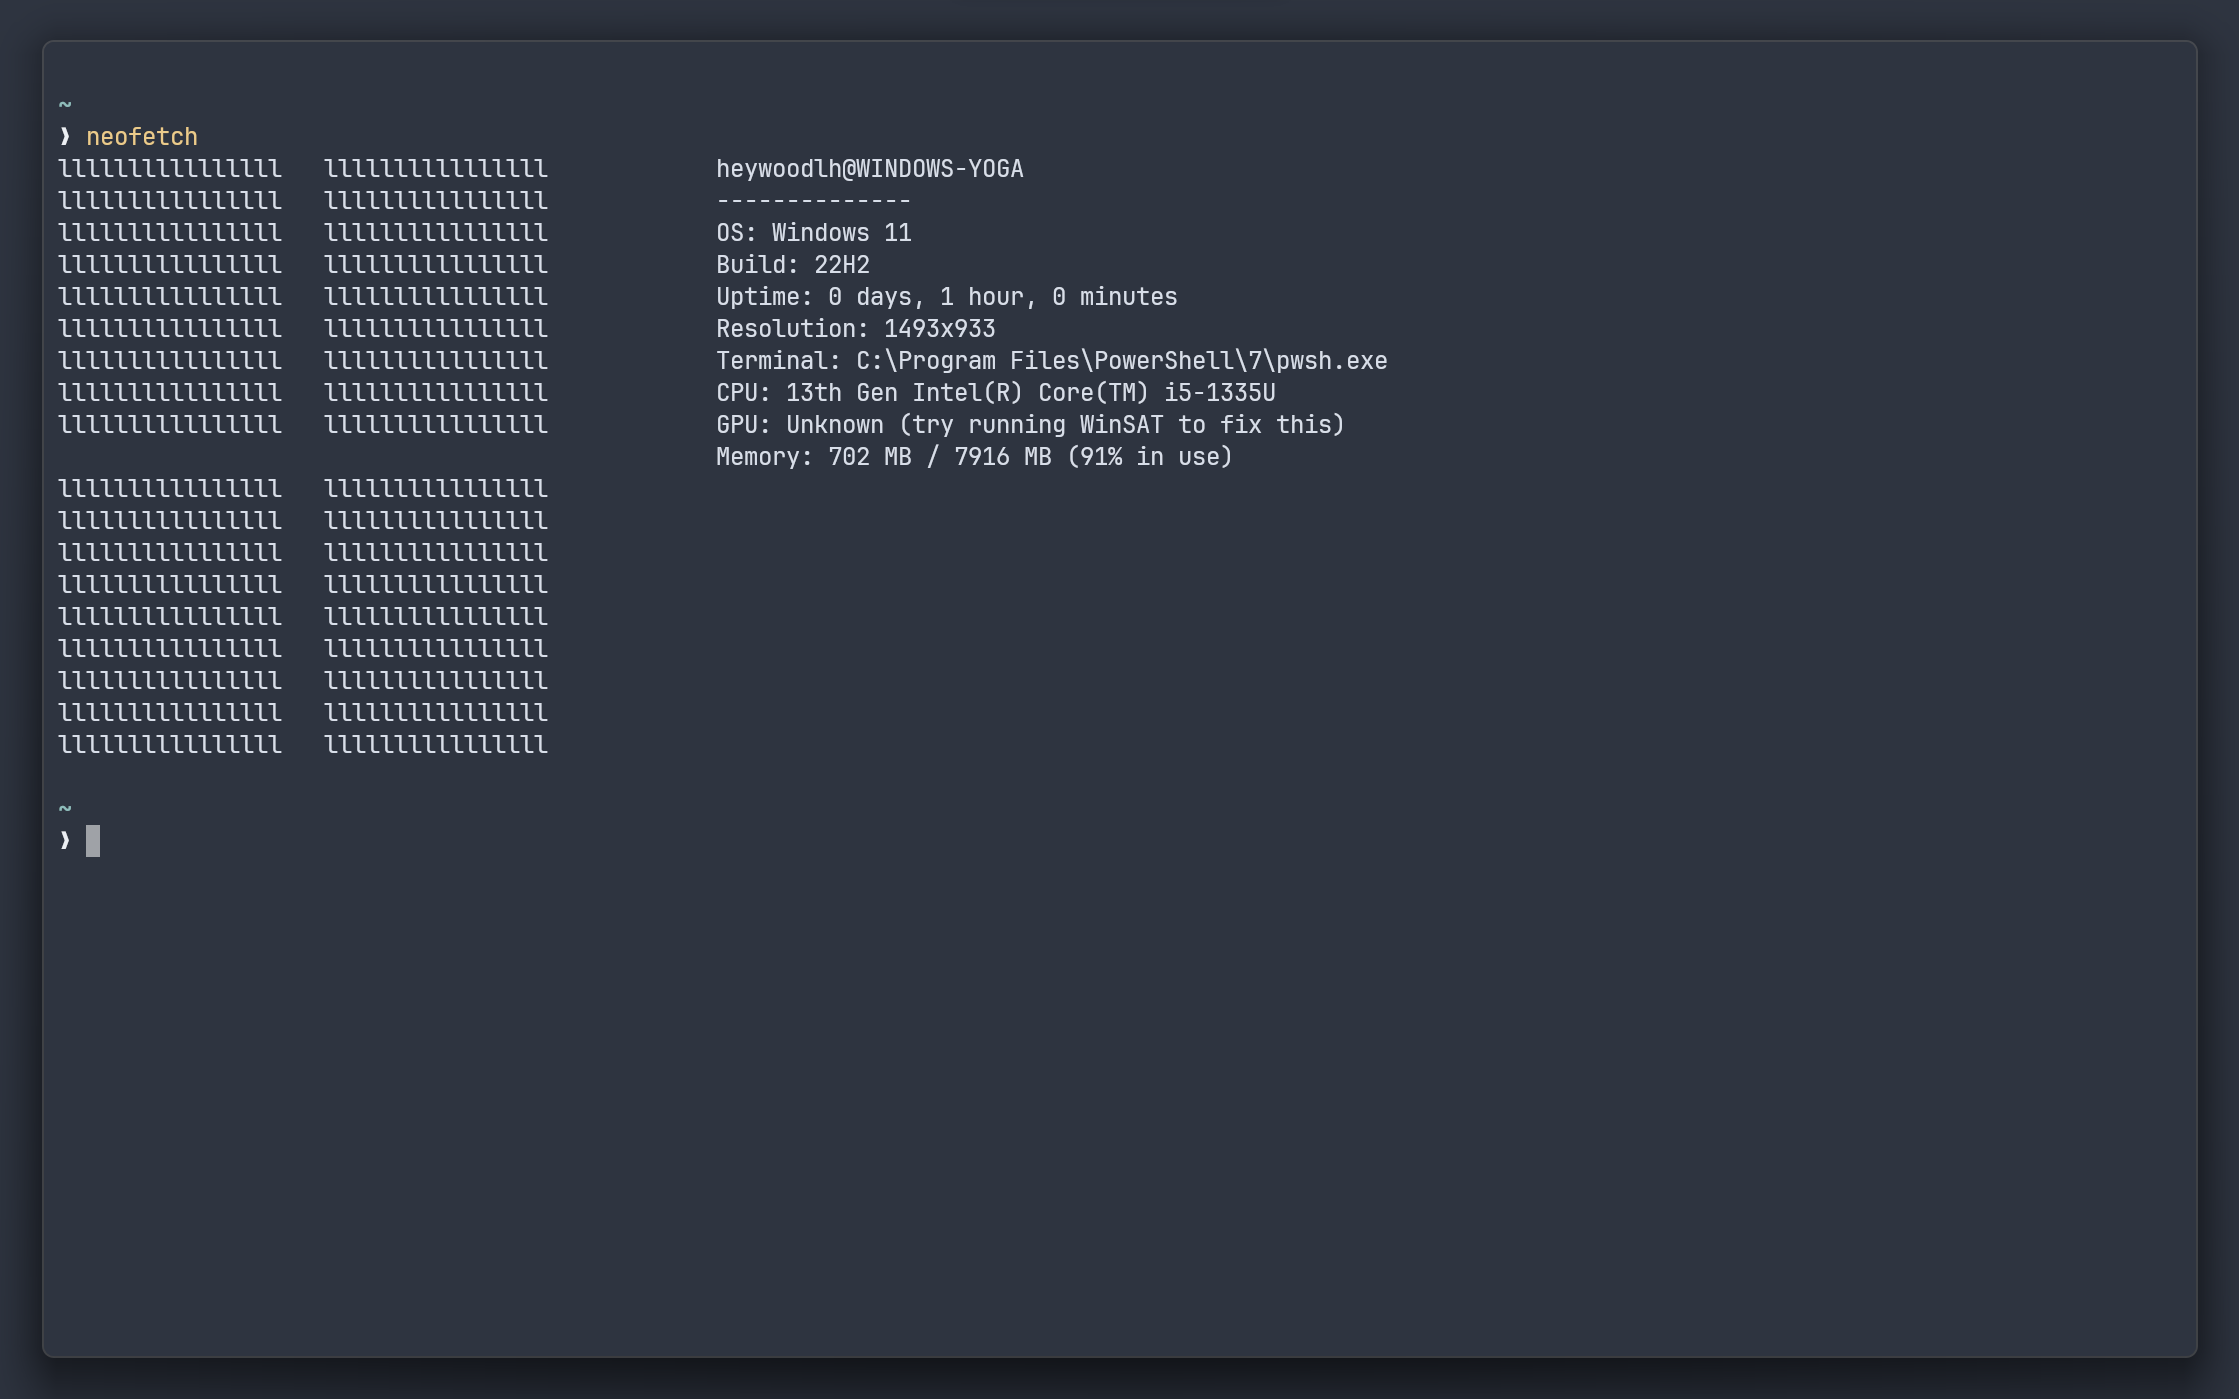 ~
❯ neofetch
llllllllllllllll   llllllllllllllll            heywoodlh@WINDOWS-YOGA
llllllllllllllll   llllllllllllllll            --------------
llllllllllllllll   llllllllllllllll            OS: Windows 11
llllllllllllllll   llllllllllllllll            Build: 22H2
llllllllllllllll   llllllllllllllll            Uptime: 0 days, 1 hour, 0 minutes
llllllllllllllll   llllllllllllllll            Resolution: 1493x933
llllllllllllllll   llllllllllllllll            Terminal: C:\Program Files\PowerShell\7\pwsh.exe
llllllllllllllll   llllllllllllllll            CPU: 13th Gen Intel(R) Core(TM) i5-1335U
llllllllllllllll   llllllllllllllll            GPU: Unknown (try running WinSAT to fix this)
                                               Memory: 702 MB / 7916 MB (91% in use)
llllllllllllllll   llllllllllllllll
llllllllllllllll   llllllllllllllll
llllllllllllllll   llllllllllllllll
llllllllllllllll   llllllllllllllll
llllllllllllllll   llllllllllllllll
llllllllllllllll   llllllllllllllll
llllllllllllllll   llllllllllllllll
llllllllllllllll   llllllllllllllll
llllllllllllllll   llllllllllllllll
~
❯